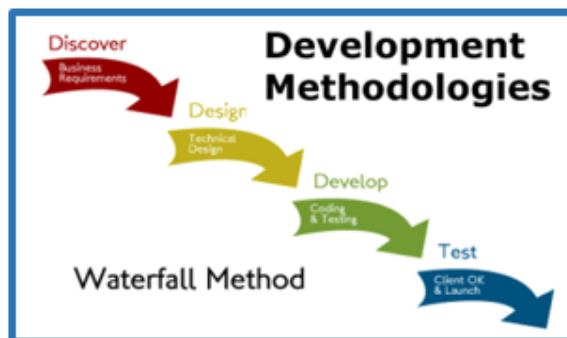 Discover
Development
Methodologies
Business
Requirements
Design
Technical
Design
Develop
Coding
& Testing
Test
Client OK
& Launch
Waterfall Method